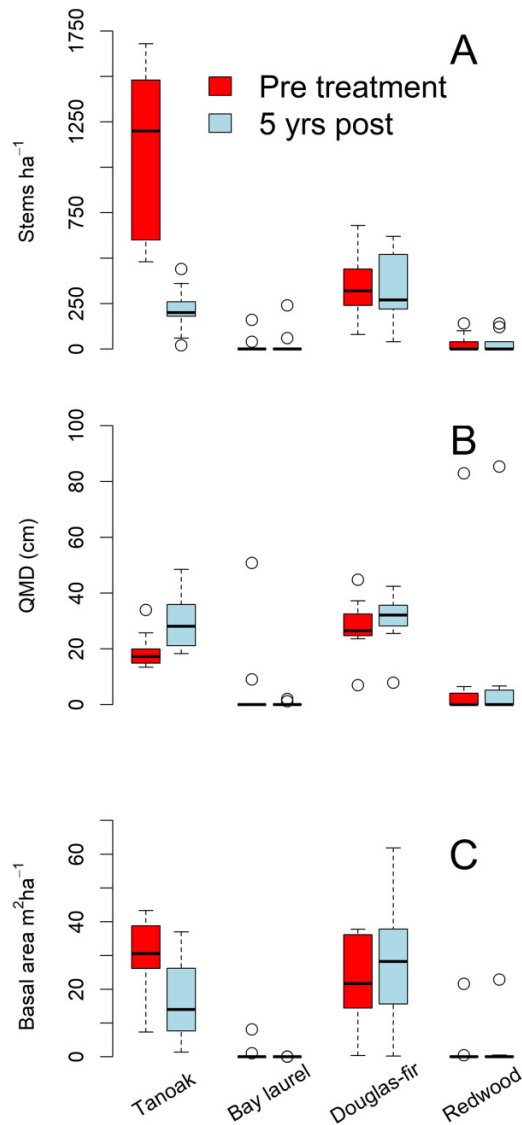 A
Pre treatment
5 yrs post
1750
1250
750
250
0
Stems ha⁻¹
B
100
80
60
40
20
0
QMD (cm)
C
60
40
20
0
Basal area m²ha⁻¹
Tanoak
Bay laurel
Douglas-fir
Redwood